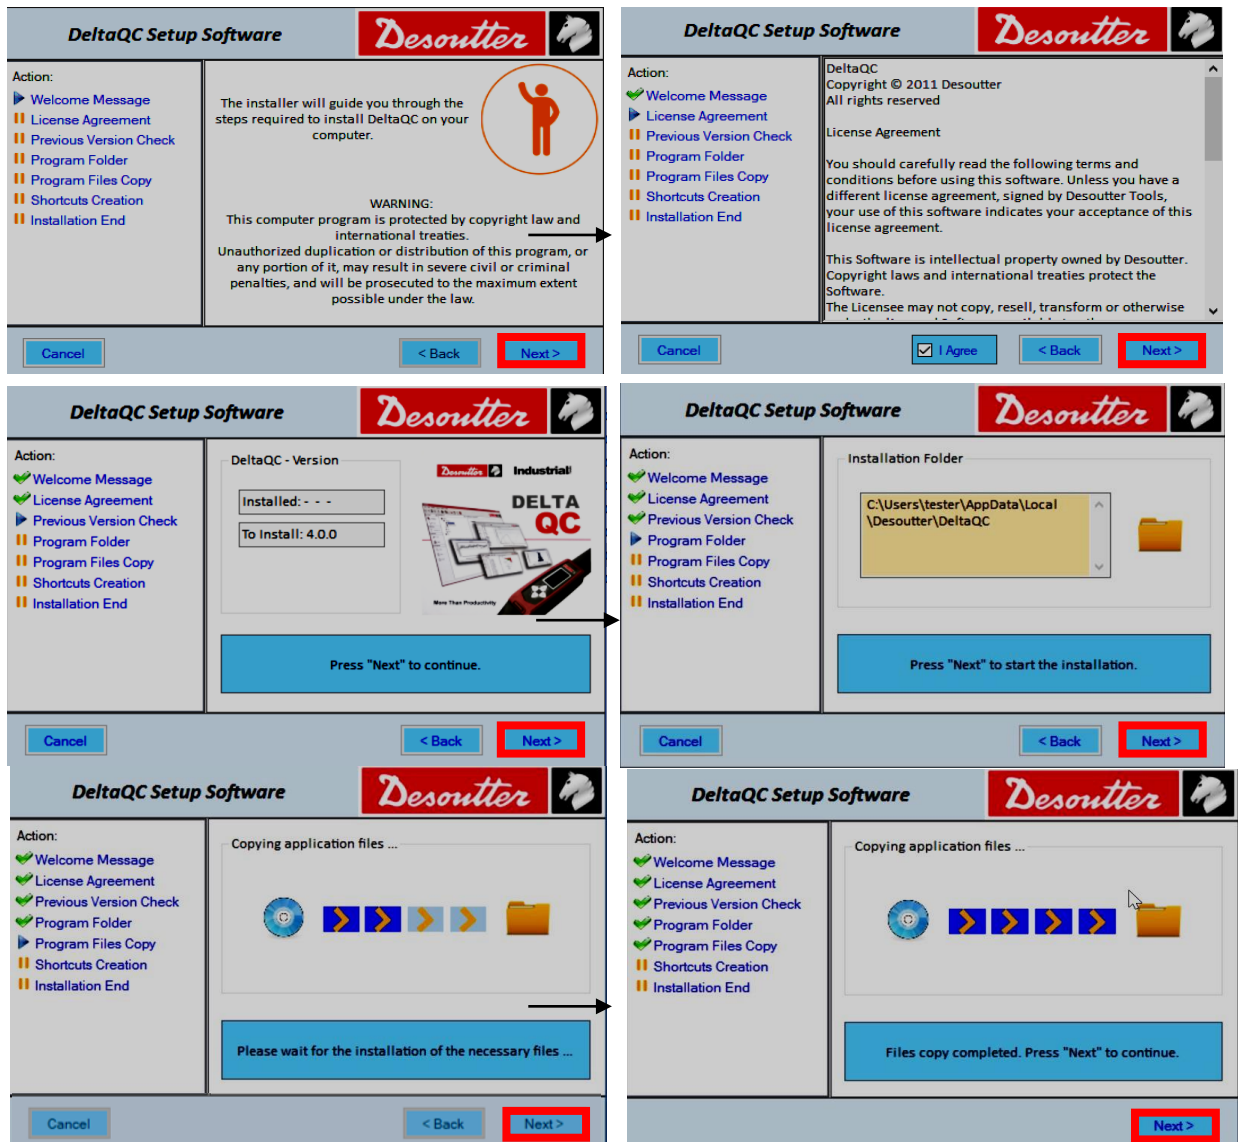 DeltaQC Setup Software
Desoutter
Action:
Welcome Message
License Agreement
Previous Version Check
Program Folder
Program Files Copy
Shortcuts Creation
Installation End
The installer will guide you through the
steps required to install DeltaQC on your
computer.
WARNING:
This computer program is protected by copyright law and
international treaties.
Unauthorized duplication or distribution of this program, or
any portion of it, may result in severe civil or criminal
penalties, and will be prosecuted to the maximum extent
possible under the law.
Cancel
< Back
Next >
DeltaQC Setup Software
Desoutter
Action:
Welcome Message
License Agreement
Previous Version Check
Program Folder
Program Files Copy
Shortcuts Creation
Installation End
DeltaQC
Copyright © 2011 Desoutter
All rights reserved
License Agreement
You should carefully read the following terms and
conditions before using this software. Unless you have a
different license agreement, signed by Desoutter Tools,
your use of this software indicates your acceptance of this
license agreement.
This Software is intellectual property owned by Desoutter.
Copyright laws and international treaties protect the
Software.
The Licensee may not copy, resell, transform or otherwise
Cancel
I Agree
< Back
Next >
DeltaQC Setup Software
Desoutter
Action:
Welcome Message
License Agreement
Previous Version Check
Program Folder
Program Files Copy
Shortcuts Creation
Installation End
DeltaQC - Version
Installed: - - -
To Install: 4.0.0
Desoutter Industrial
DELTA
QC
More Than Productivity
Press "Next" to continue.
Cancel
< Back
Next >
DeltaQC Setup Software
Desoutter
Action:
Welcome Message
License Agreement
Previous Version Check
Program Folder
Program Files Copy
Shortcuts Creation
Installation End
Installation Folder
C:\Users\tester\AppData\Local
\Desoutter\DeltaQC
Press "Next" to start the installation.
Cancel
< Back
Next >
DeltaQC Setup Software
Desoutter
Action:
Welcome Message
License Agreement
Previous Version Check
Program Folder
Program Files Copy
Shortcuts Creation
Installation End
Copying application files ...
Please wait for the installation of the necessary files ...
Cancel
< Back
Next >
DeltaQC Setup Software
Desoutter
Action:
Welcome Message
License Agreement
Previous Version Check
Program Folder
Program Files Copy
Shortcuts Creation
Installation End
Copying application files ...
Files copy completed. Press "Next" to continue.
Next >